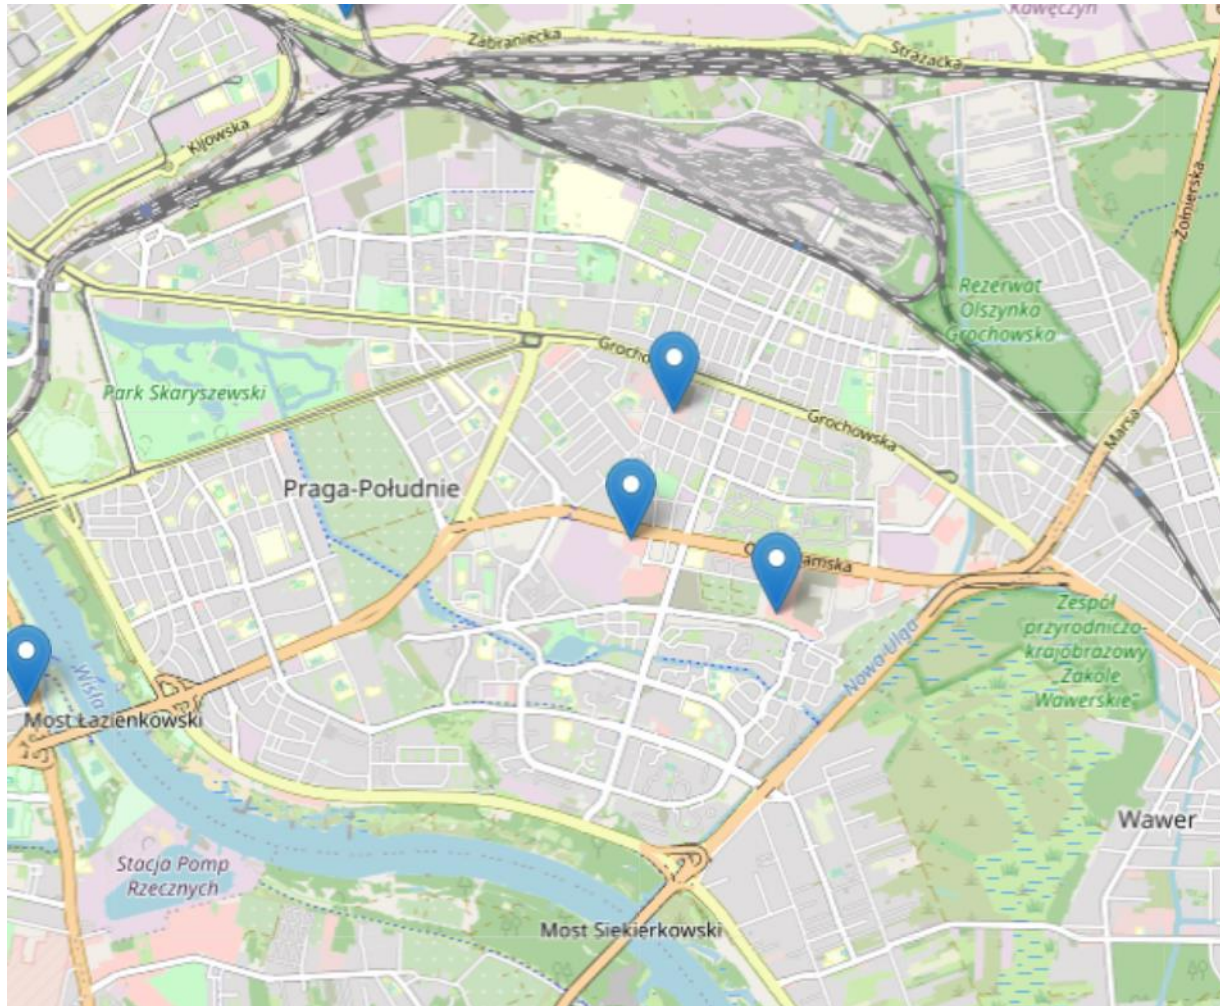 Kawęczyn
Zabraniecka
Strażacka
Kijowska
Żołnierska
Rezerwat
Olszynka
Grochowska
Park Skaryszewski
Grochowska
Marsa
Praga-Południe
amska
Zespół
przyrodniczo-
krajobrazowy
„Zakole
Wawerskie”
Nowa Ulga
Wisła
Most Łazienkowski
Wawer
Stacja Pomp
Rzecznych
Most Siekierkowski